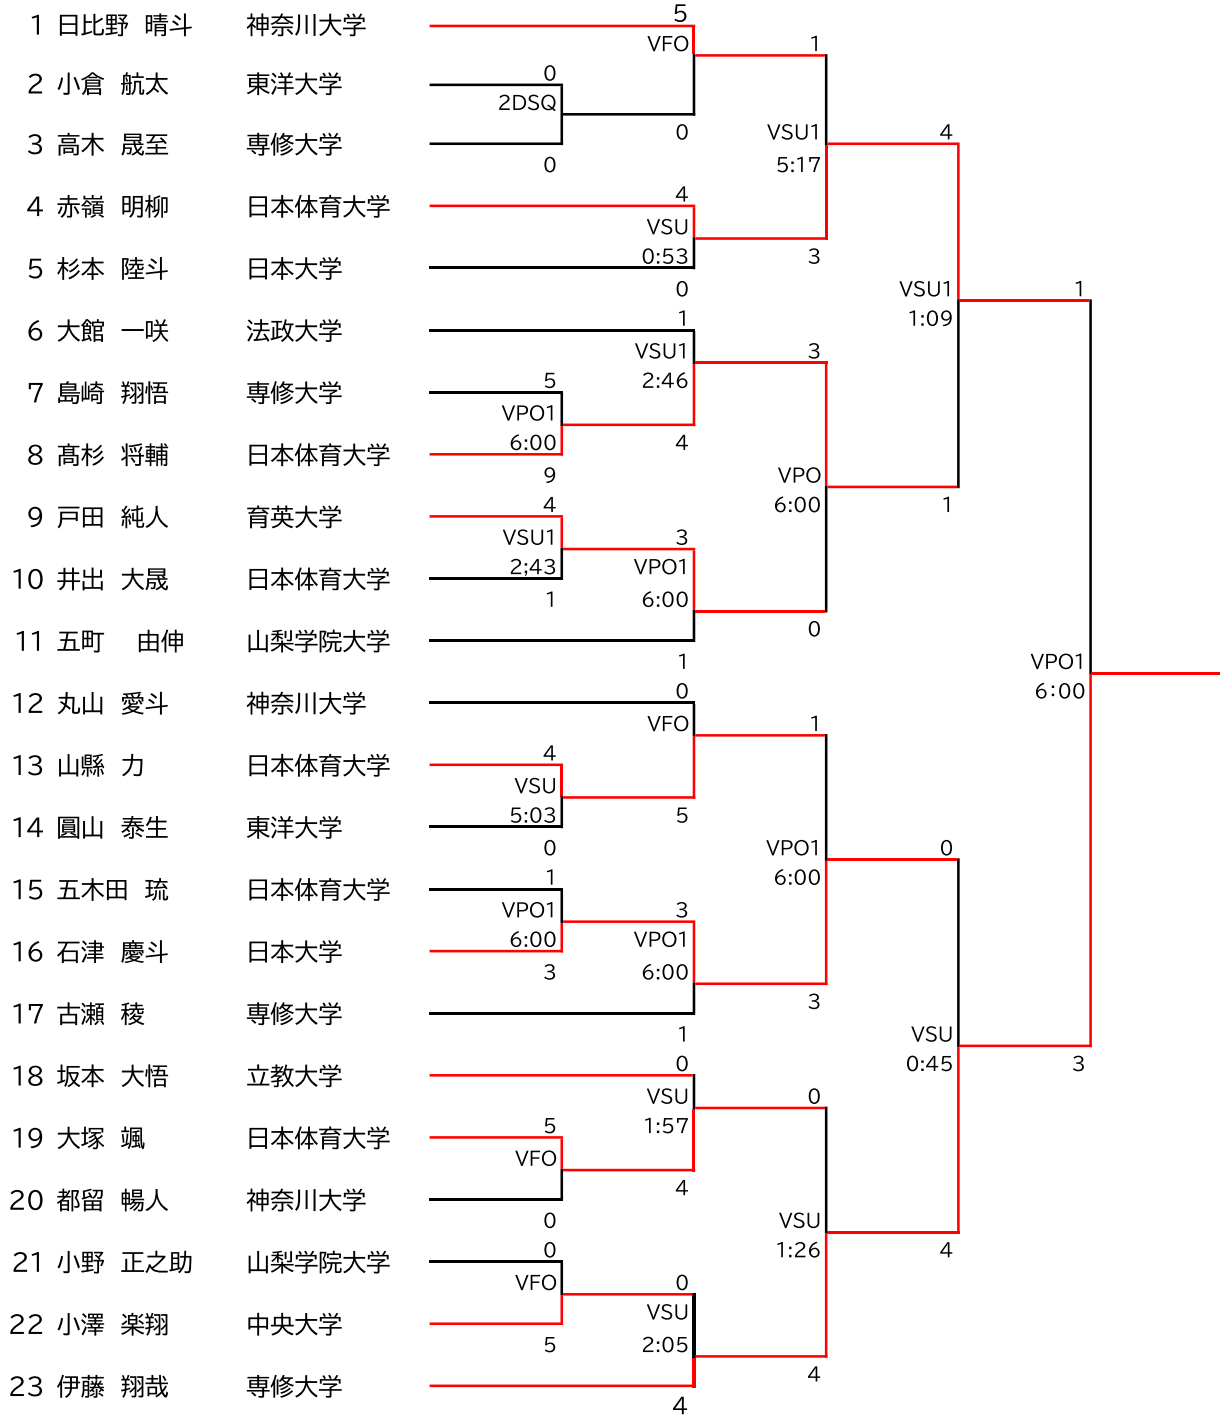 1 日比野 晴斗 神奈川大学
2 小倉 航太 東洋大学
3 高木 晟至 専修大学
4 赤嶺 明柳 日本体育大学
5 杉本 陸斗 日本大学
6 大館 一咲 法政大学
7 島崎 翔悟 専修大学
8 髙杉 将輔 日本体育大学
9 戸田 純人 育英大学
10 井出 大晟 日本体育大学
11 五町 由伸 山梨学院大学
12 丸山 愛斗 神奈川大学
13 山縣 力 日本体育大学
14 圓山 泰生 東洋大学
15 五木田 琉 日本体育大学
16 石津 慶斗 日本大学
17 古瀬 稜 専修大学
18 坂本 大悟 立教大学
19 大塚 颯 日本体育大学
20 都留 暢人 神奈川大学
21 小野 正之助 山梨学院大学
22 小澤 楽翔 中央大学
23 伊藤 翔哉 専修大学
0
2DSQ
0
5
VPO1
6:00
9
4
VSU1
2;43
1
4
VSU
5:03
0
1
VPO1
6:00
3
5
VFO
0
0
VFO
5
5
VFO
0
4
VSU
0:53
0
1
VSU1
2:46
4
3
VPO1
6:00
1
0
VFO
5
3
VPO1
6:00
1
0
VSU
1:57
4
0
VSU
2:05
4
1
VSU1
5:17
3
3
VPO
6:00
0
1
VPO1
6:00
3
0
VSU
1:26
4
4
VSU1
1:09
1
0
VSU
0:45
4
1
VPO1
6:00
3